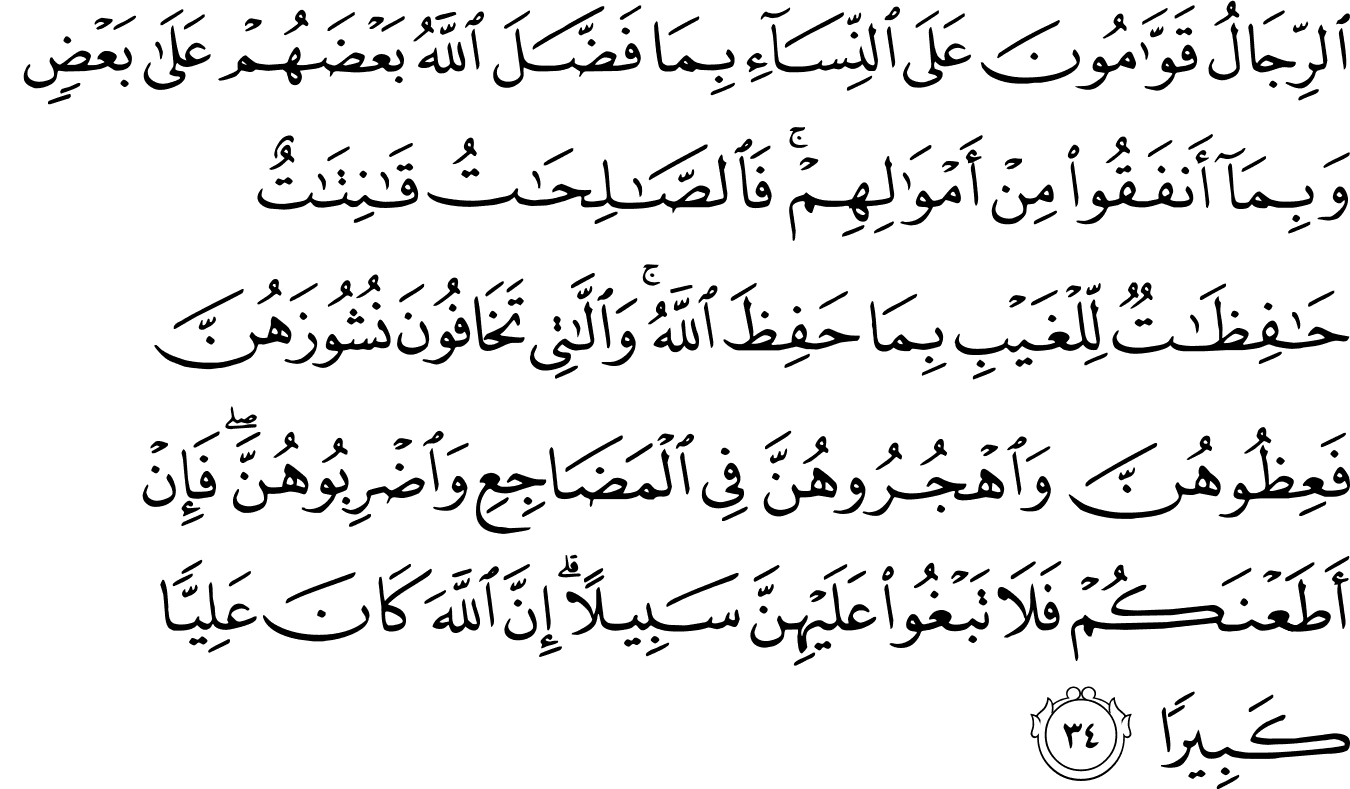 ٱلرِّجَالُ قَوَّٰمُونَ عَلَى ٱلنِّسَآءِ بِمَا فَضَّلَ ٱللَّهُ بَعْضَهُمْ عَلَىٰ بَعْضٍ
وَبِمَآ أَنفَقُوا۟ مِنْ أَمْوَٰلِهِمْ ۚ فَٱلصَّٰلِحَٰتُ قَٰنِتَٰتٌ
حَٰفِظَٰتٌ لِّلْغَيْبِ بِمَا حَفِظَ ٱللَّهُ ۚ وَٱلَّٰتِى تَخَافُونَ نُشُوزَهُنَّ
فَعِظُوهُنَّ وَٱهْجُرُوهُنَّ فِى ٱلْمَضَاجِعِ وَٱضْرِبُوهُنَّ ۖ فَإِنْ
أَطَعْنَكُمْ فَلَا تَبْغُوا۟ عَلَيْهِنَّ سَبِيلًا ۗ إِنَّ ٱللَّهَ كَانَ عَلِيًّا
كَبِيرًا ٣٤